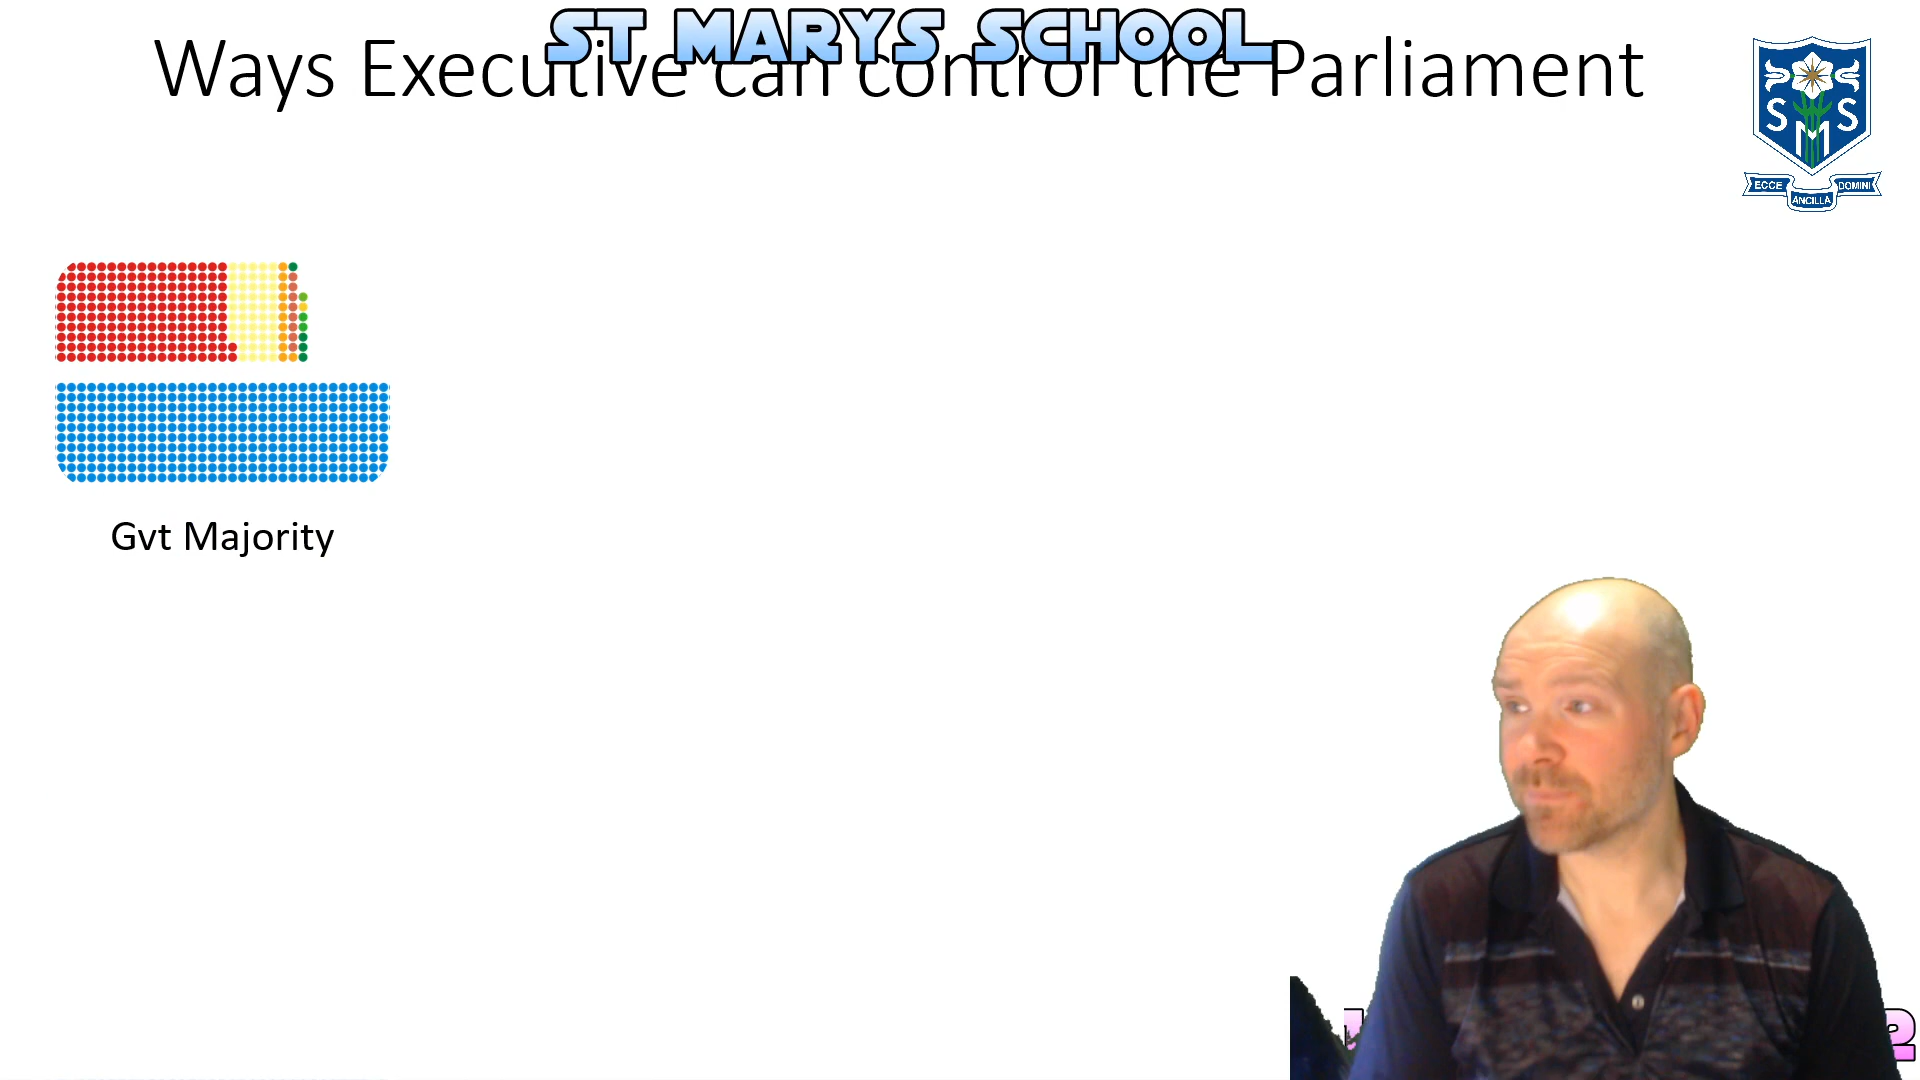 ST MARYS SCHOOL
Ways Executive can control the Parliament
S S
M
ECCE DOMINI
ANCILLA
Gvt Majority